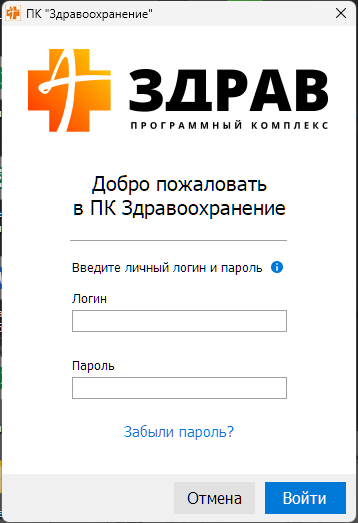 ПК "Здравоохранение"
ЗДРАВ
ПРОГРАММНЫЙ КОМПЛЕКС
Добро пожаловать
в ПК Здравоохранение
Введите личный логин и пароль
Логин
Пароль
Забыли пароль?
Отмена
Войти